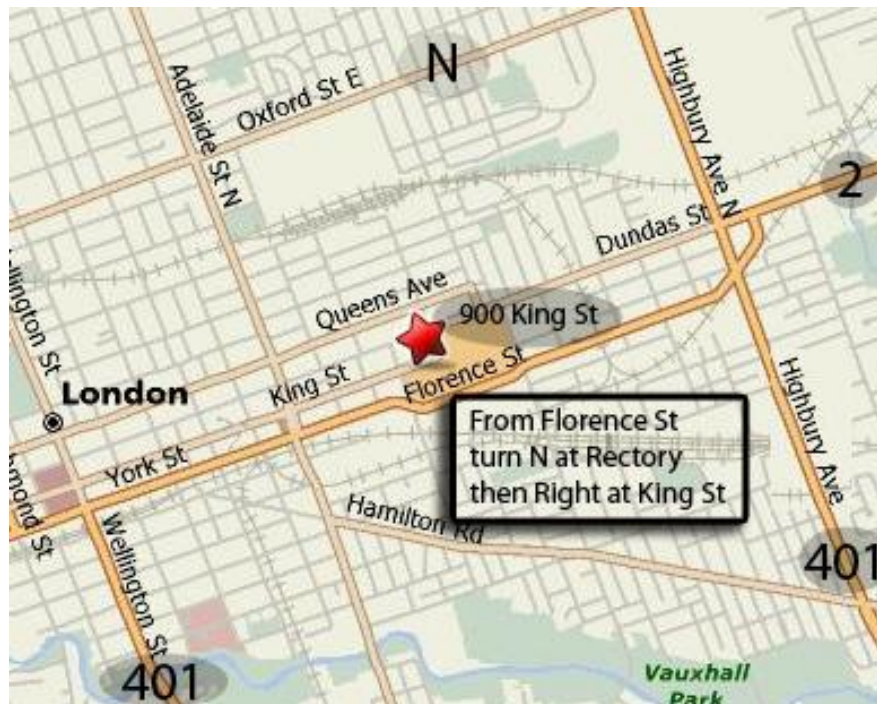 N
Oxford St E
Adelaide St N
Highbury Ave N
2
Dundas St
Queens Ave
900 King St
ellington St
King St
Florence St
London
From Florence St
turn N at Rectory
then Right at King St
York St
Highbury Ave
hmond St
Hamilton Rd
Wellington St
401
401
Vauxhall
Park